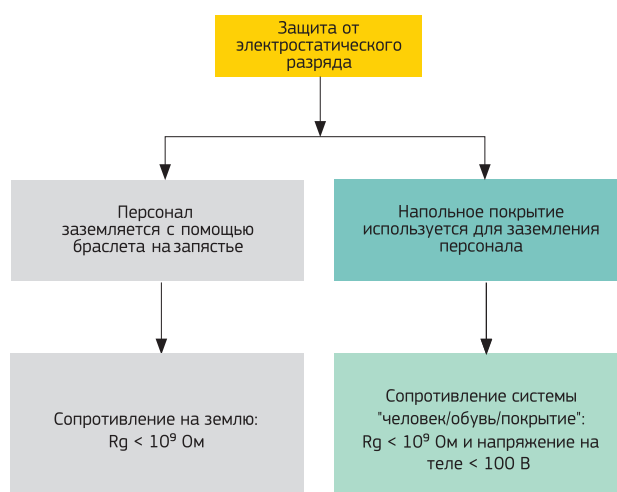 Защита от
электростатического
разряда
Персонал
заземляется с помощью
браслета на запястье
Напольное покрытие
используется для заземления
персонала
Сопротивление на землю:
Rg < 10⁹ Ом
Сопротивление системы
"человек/обувь/покрытие":
Rg < 10⁹ Ом и напряжение на
теле < 100 В